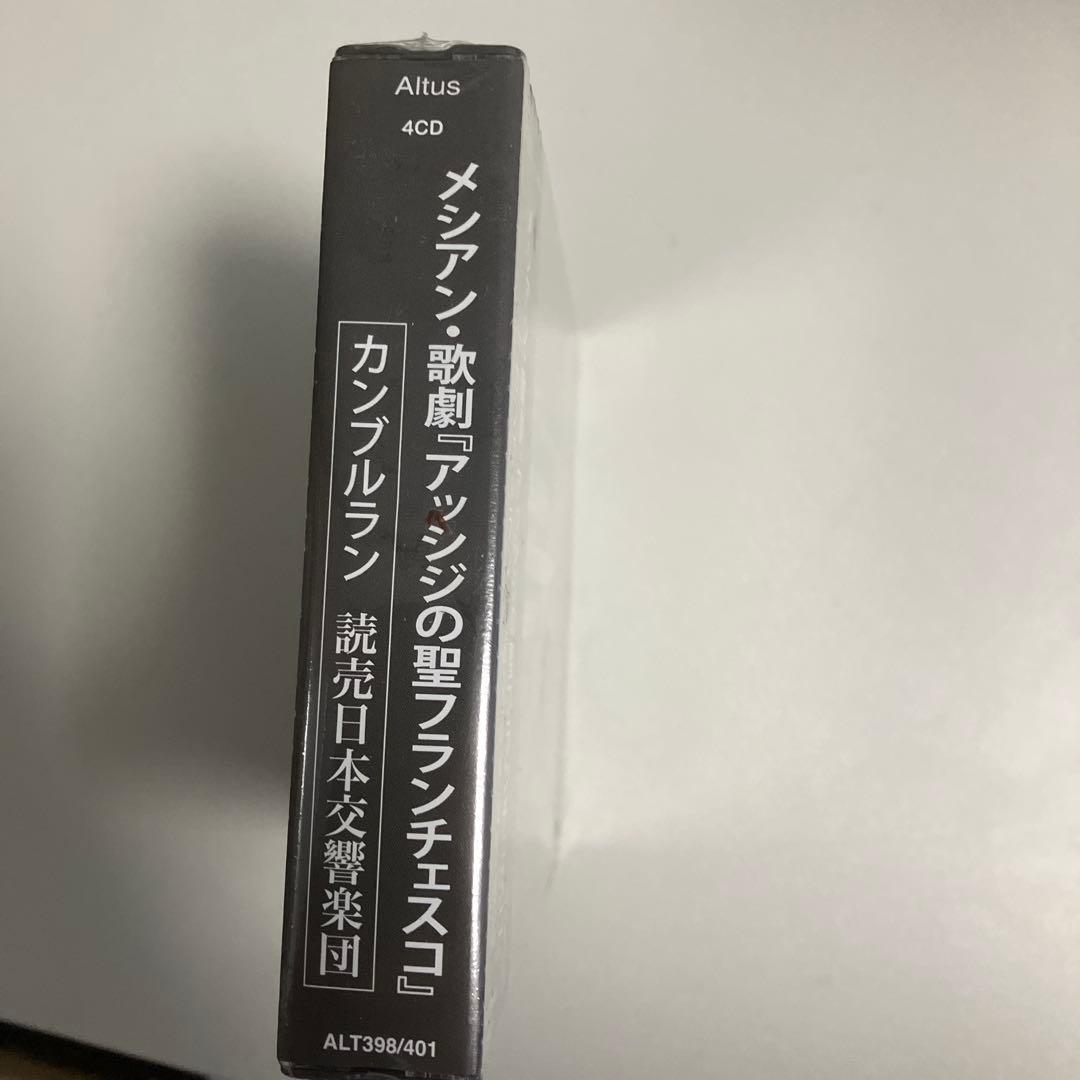 Altus
4CD
メシアン・歌劇『アッシジの聖フランチェスコ』
カンブルラン 読売日本交響楽団
ALT398/401